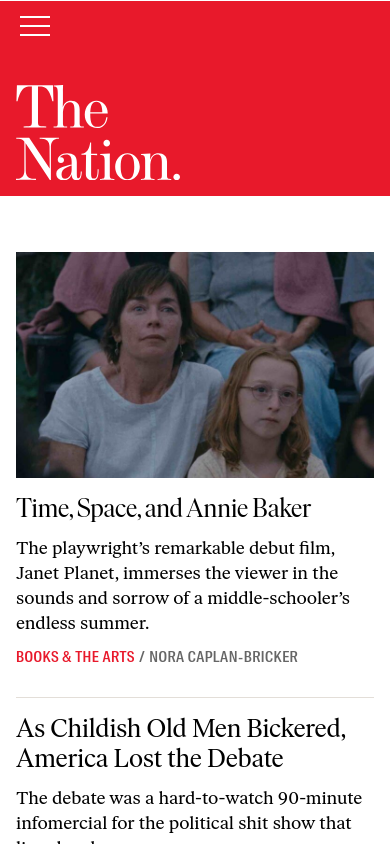 The
Nation.
Time, Space, and Annie Baker
The playwright’s remarkable debut film,
Janet Planet, immerses the viewer in the
sounds and sorrow of a middle-schooler’s
endless summer.
BOOKS & THE ARTS / NORA CAPLAN-BRICKER
As Childish Old Men Bickered,
America Lost the Debate
The debate was a hard-to-watch 90-minute
infomercial for the political shit show that